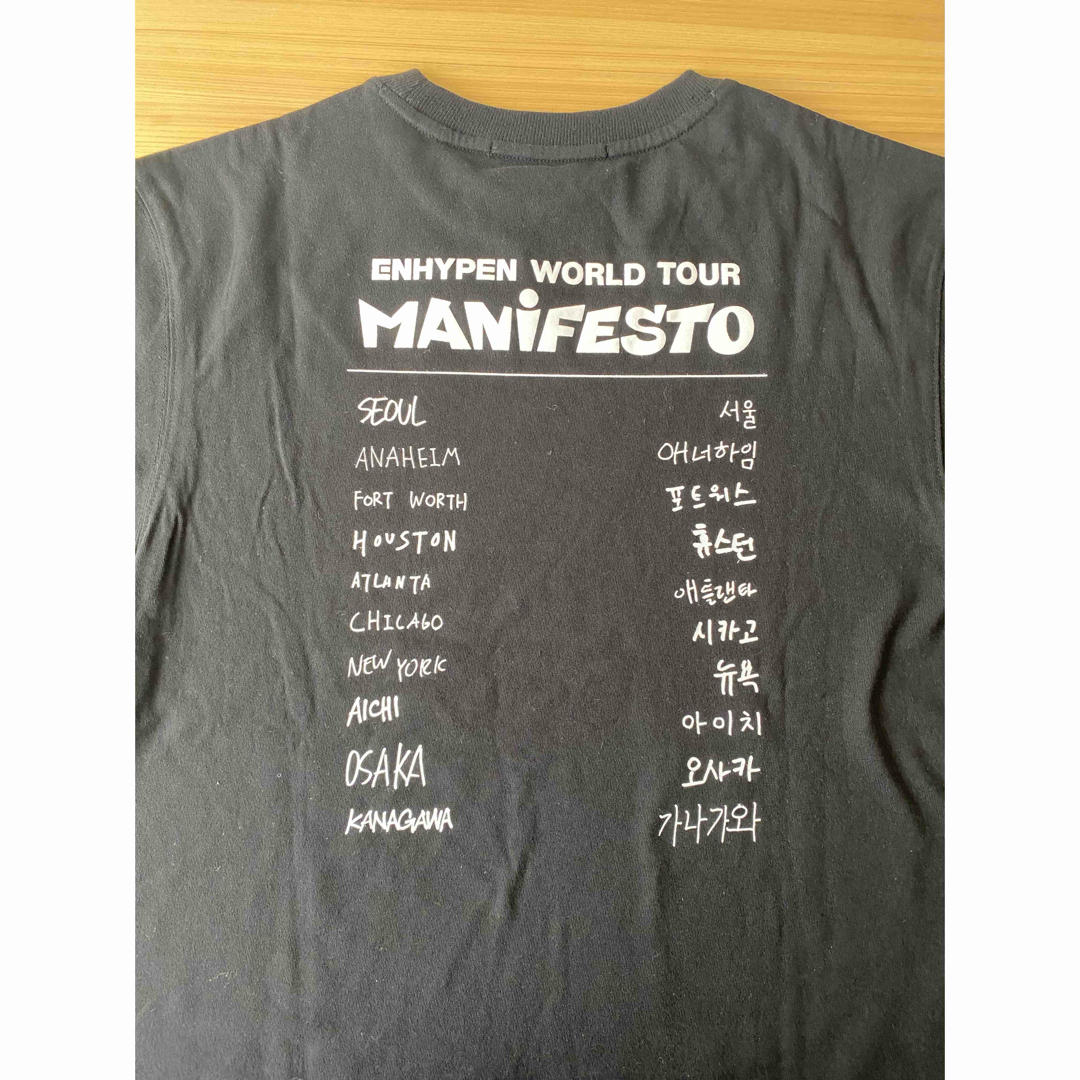 ENHYPEN WORLD TOUR
MANiFESTO
SEOUL 서울
ANAHEIM 애너하임
FORT WORTH 포트워스
HOUSTON 휴스턴
ATLANTA 애틀랜타
CHICAGO 시카고
NEW YORK 뉴욕
AICHI 아이치
OSAKA 오사카
KANAGAWA 가나가와